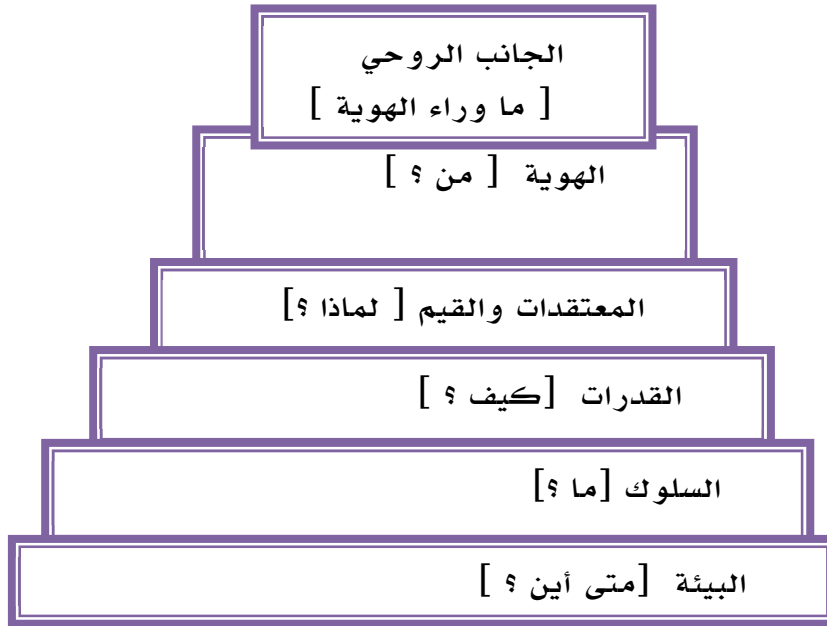 الجانب الروحي
[ ما وراء الهوية ]
الهوية [ من ؟ ]
المعتقدات والقيم [ لماذا ؟]
القدرات [كيف ؟ ]
السلوك [ما ؟]
البيئة [متى أين ؟ ]